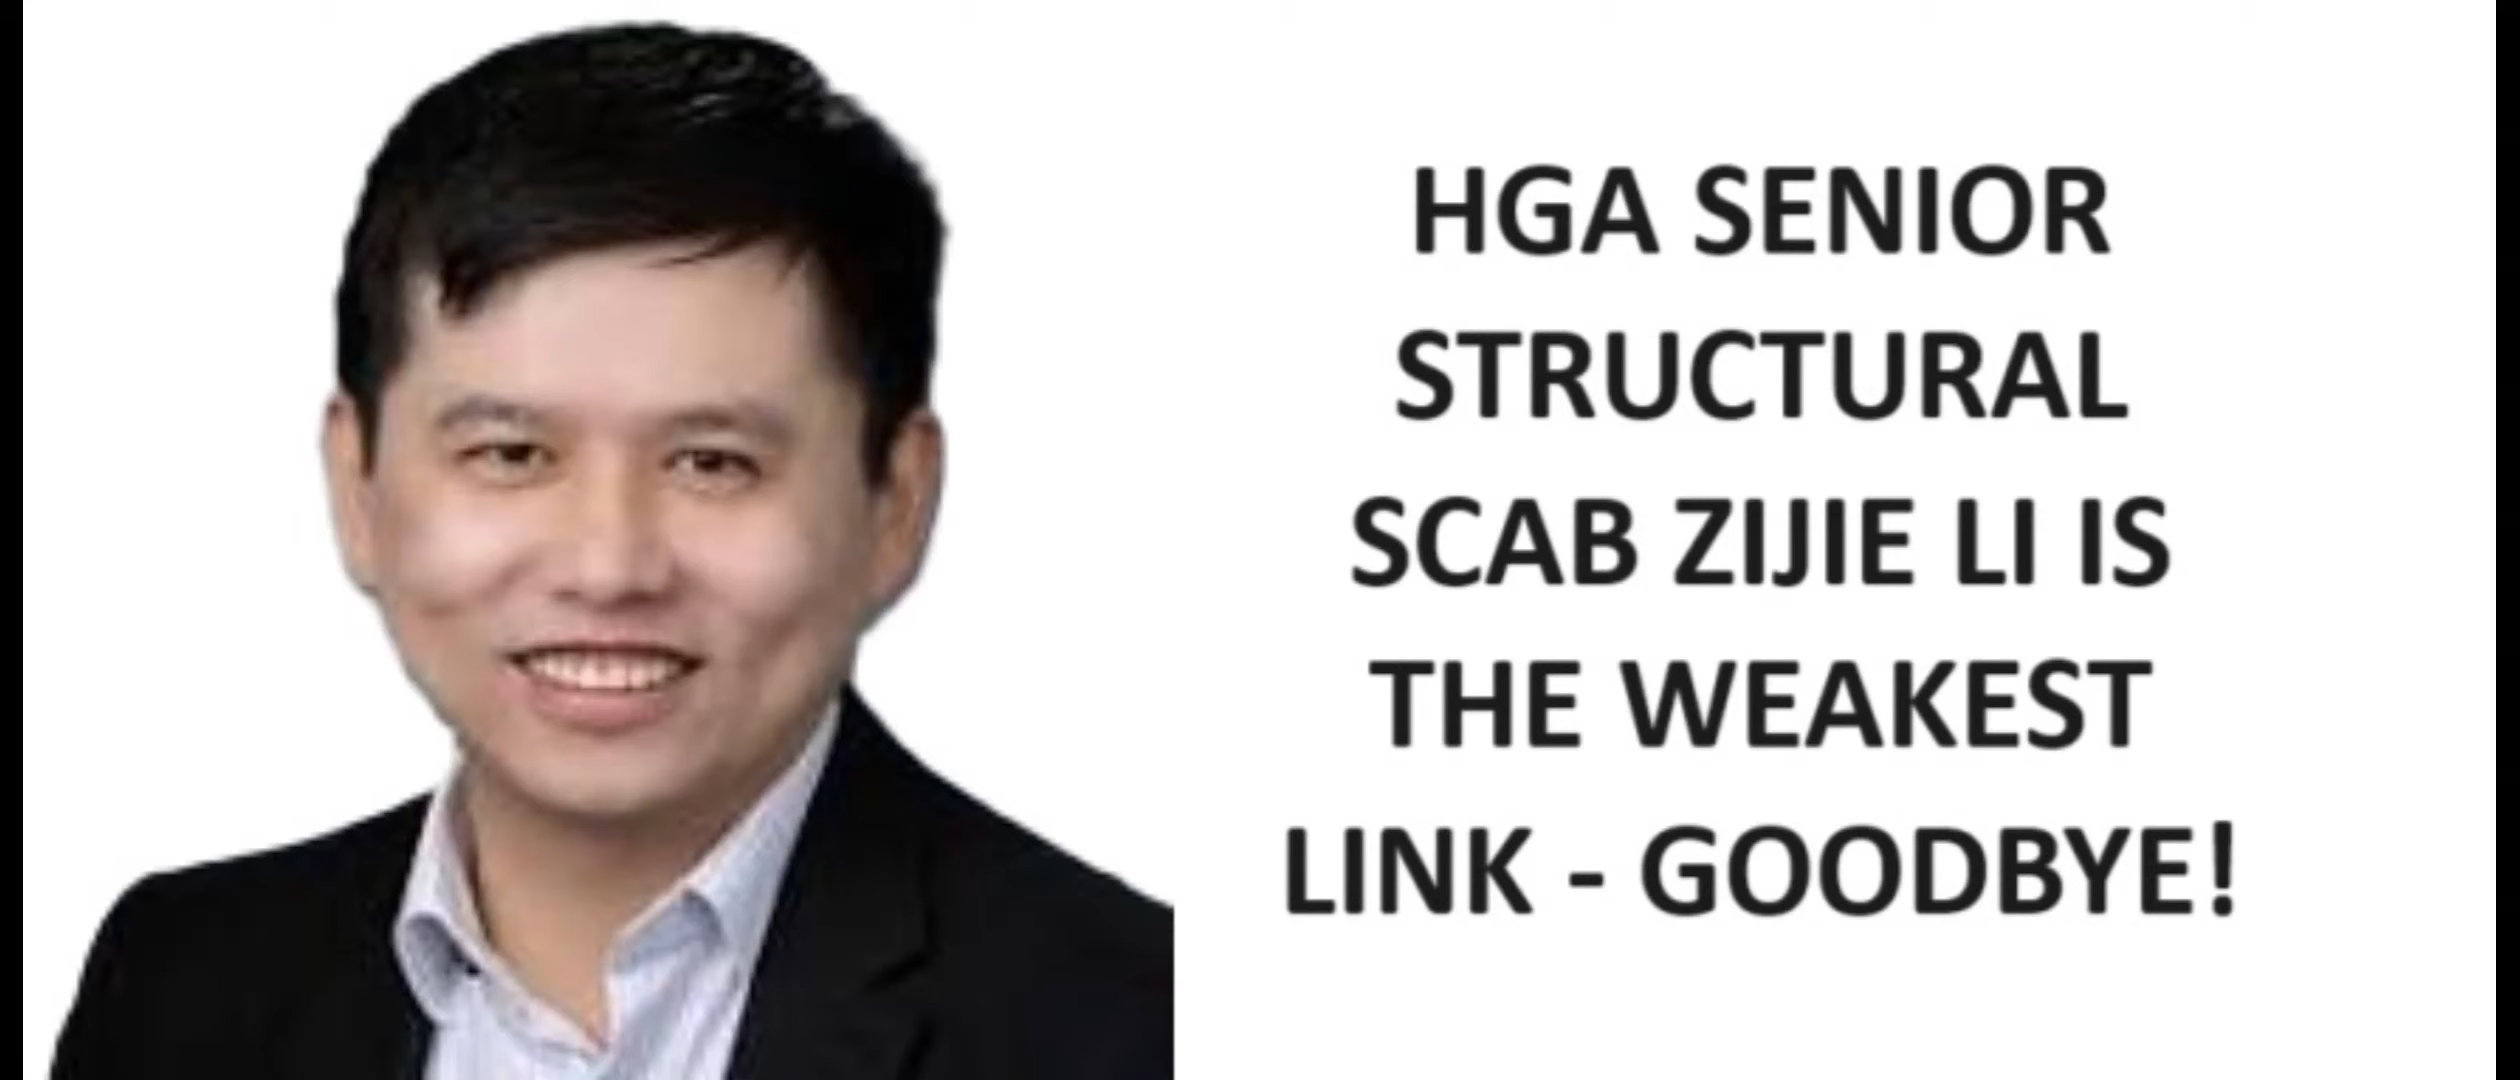 HGA SENIOR
STRUCTURAL
SCAB ZIJIE LI IS
THE WEAKEST
LINK - GOODBYE!